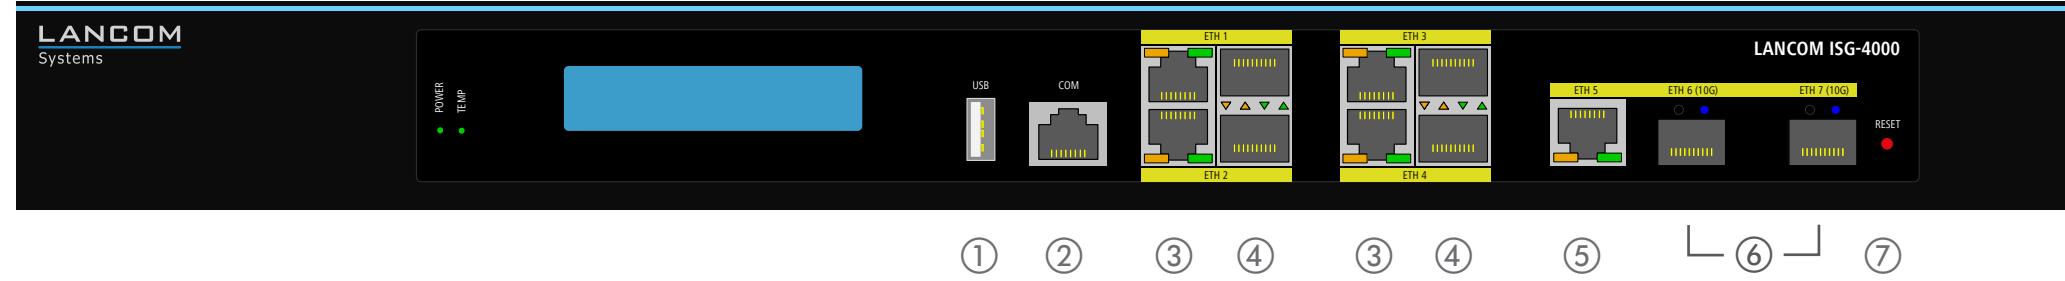 LANCOM
Systems
POWER
TEMP
USB
COM
ETH 1
ETH 2
ETH 3
ETH 4
LANCOM ISG-4000
ETH 5
ETH 6 (10G)
ETH 7 (10G)
RESET
① ② ③ ④ ③ ④ ⑤ ⑥ ⑦